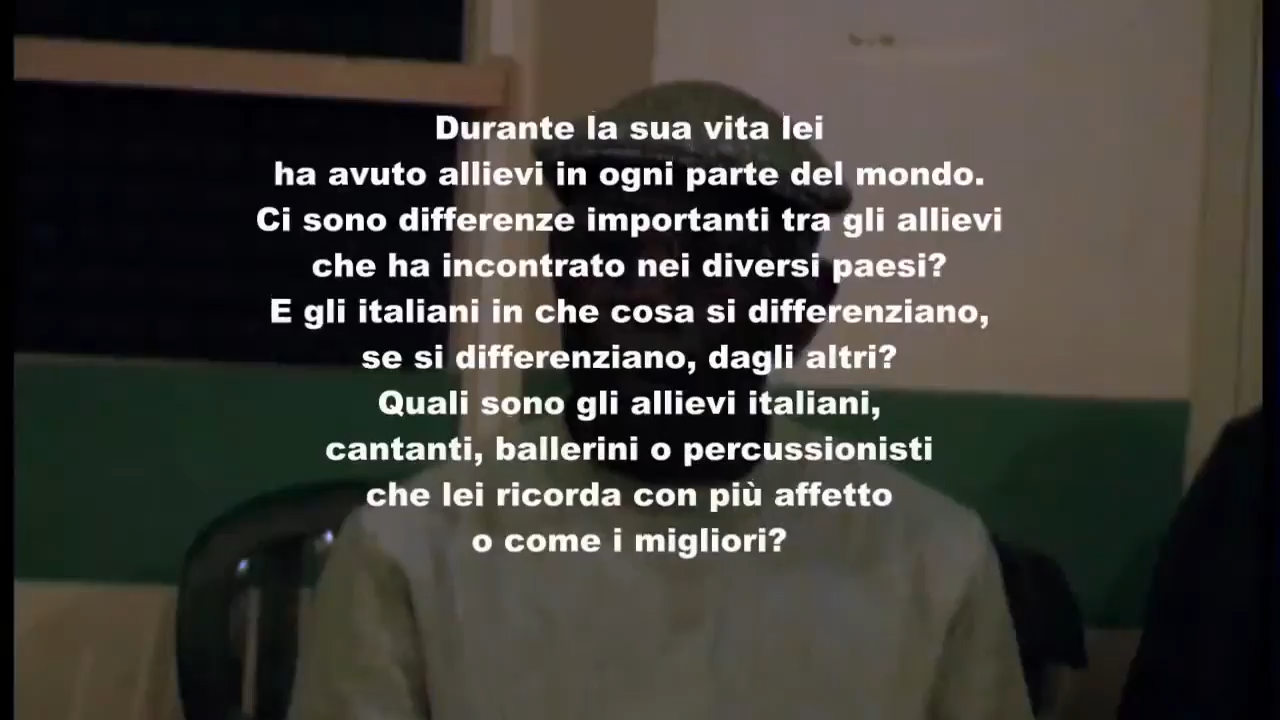 Durante la sua vita lei
ha avuto allievi in ogni parte del mondo.
Ci sono differenze importanti tra gli allievi
che ha incontrato nei diversi paesi?
E gli italiani in che cosa si differenziano,
se si differenziano, dagli altri?
Quali sono gli allievi italiani,
cantanti, ballerini o percussionisti
che lei ricorda con più affetto
o come i migliori?